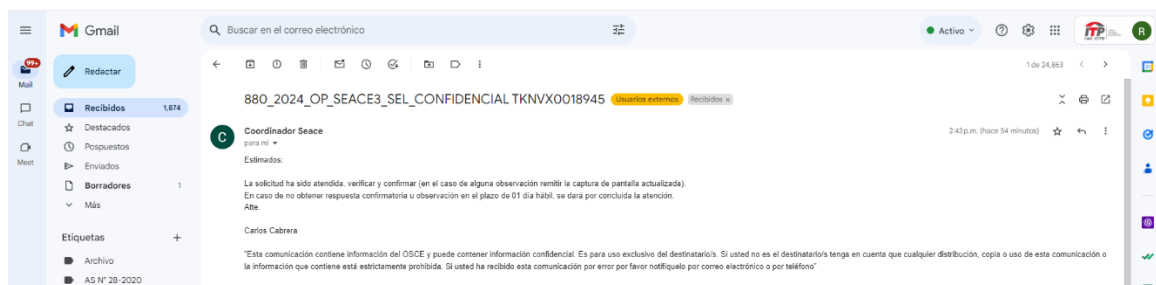 Gmail
Buscar en el correo electrónico
Activo
R
99+
Mail
Redactar
1 de 24,863
Recibidos 1,874
880_2024_OP_SEACE3_SEL_CONFIDENCIAL TKNVX0018945 Usuarios externos Recibidos x
Chat
Destacados
C
Coordinador Seace
2:43 p.m. (hace 54 minutos)
para mí
Pospuestos
Meet
Enviados
Estimados:
Borradores 1
La solicitud ha sido atendida, verificar y confirmar (en el caso de alguna observación remitir la captura de pantalla actualizada).
En caso de no obtener respuesta confirmatoria u observación en el plazo de 01 día hábil, se dará por concluida la atención.
Más
Atte.
Carlos Cabrera
Etiquetas +
"Esta comunicación contiene información del OSCE y puede contener información confidencial. Es para uso exclusivo del destinatario/s. Si usted no es el destinatario/s tenga en cuenta que cualquier distribución, copia o uso de esta comunicación o
la información que contiene está estrictamente prohibida. Si usted ha recibido esta comunicación por error por favor notifíquelo por correo electrónico o por teléfono"
Archivo
AS N° 28-2020